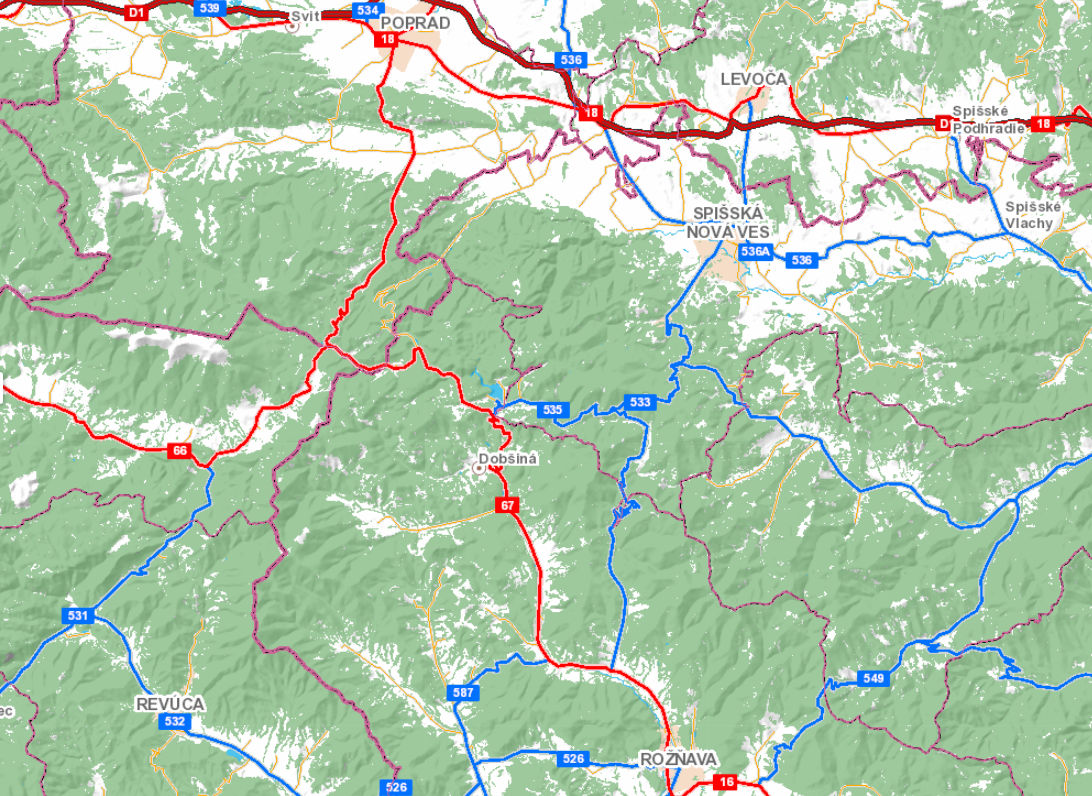 D1
539
Svit
534
POPRAD
18
536
LEVOČA
18
Spišské
Podhradie
18
Spišské
Vlachy
SPIŠSKÁ
NOVÁ VES
536A
536
535
533
66
Dobšiná
67
531
549
587
REVÚCA
532
526
ROŽŇAVA
526
16
ec